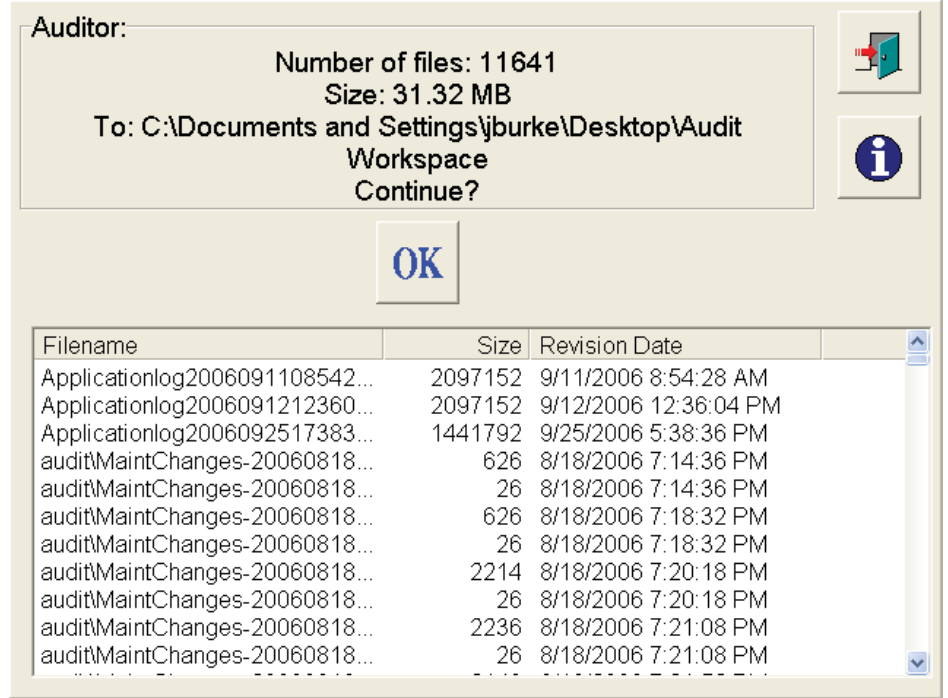 Auditor:
Number of files: 11641
Size: 31.32 MB
To: C:\Documents and Settings\jburke\Desktop\Audit
Workspace
Continue?
OK
Filename Size Revision Date
Applicationlog2006091108542... 2097152 9/11/2006 8:54:28 AM
Applicationlog2006091212360... 2097152 9/12/2006 12:36:04 PM
Applicationlog2006092517383... 1441792 9/25/2006 5:38:36 PM
audit\MaintChanges-20060818... 626 8/18/2006 7:14:36 PM
audit\MaintChanges-20060818... 26 8/18/2006 7:14:36 PM
audit\MaintChanges-20060818... 626 8/18/2006 7:18:32 PM
audit\MaintChanges-20060818... 26 8/18/2006 7:18:32 PM
audit\MaintChanges-20060818... 2214 8/18/2006 7:20:18 PM
audit\MaintChanges-20060818... 26 8/18/2006 7:20:18 PM
audit\MaintChanges-20060818... 2236 8/18/2006 7:21:08 PM
audit\MaintChanges-20060818... 26 8/18/2006 7:21:08 PM